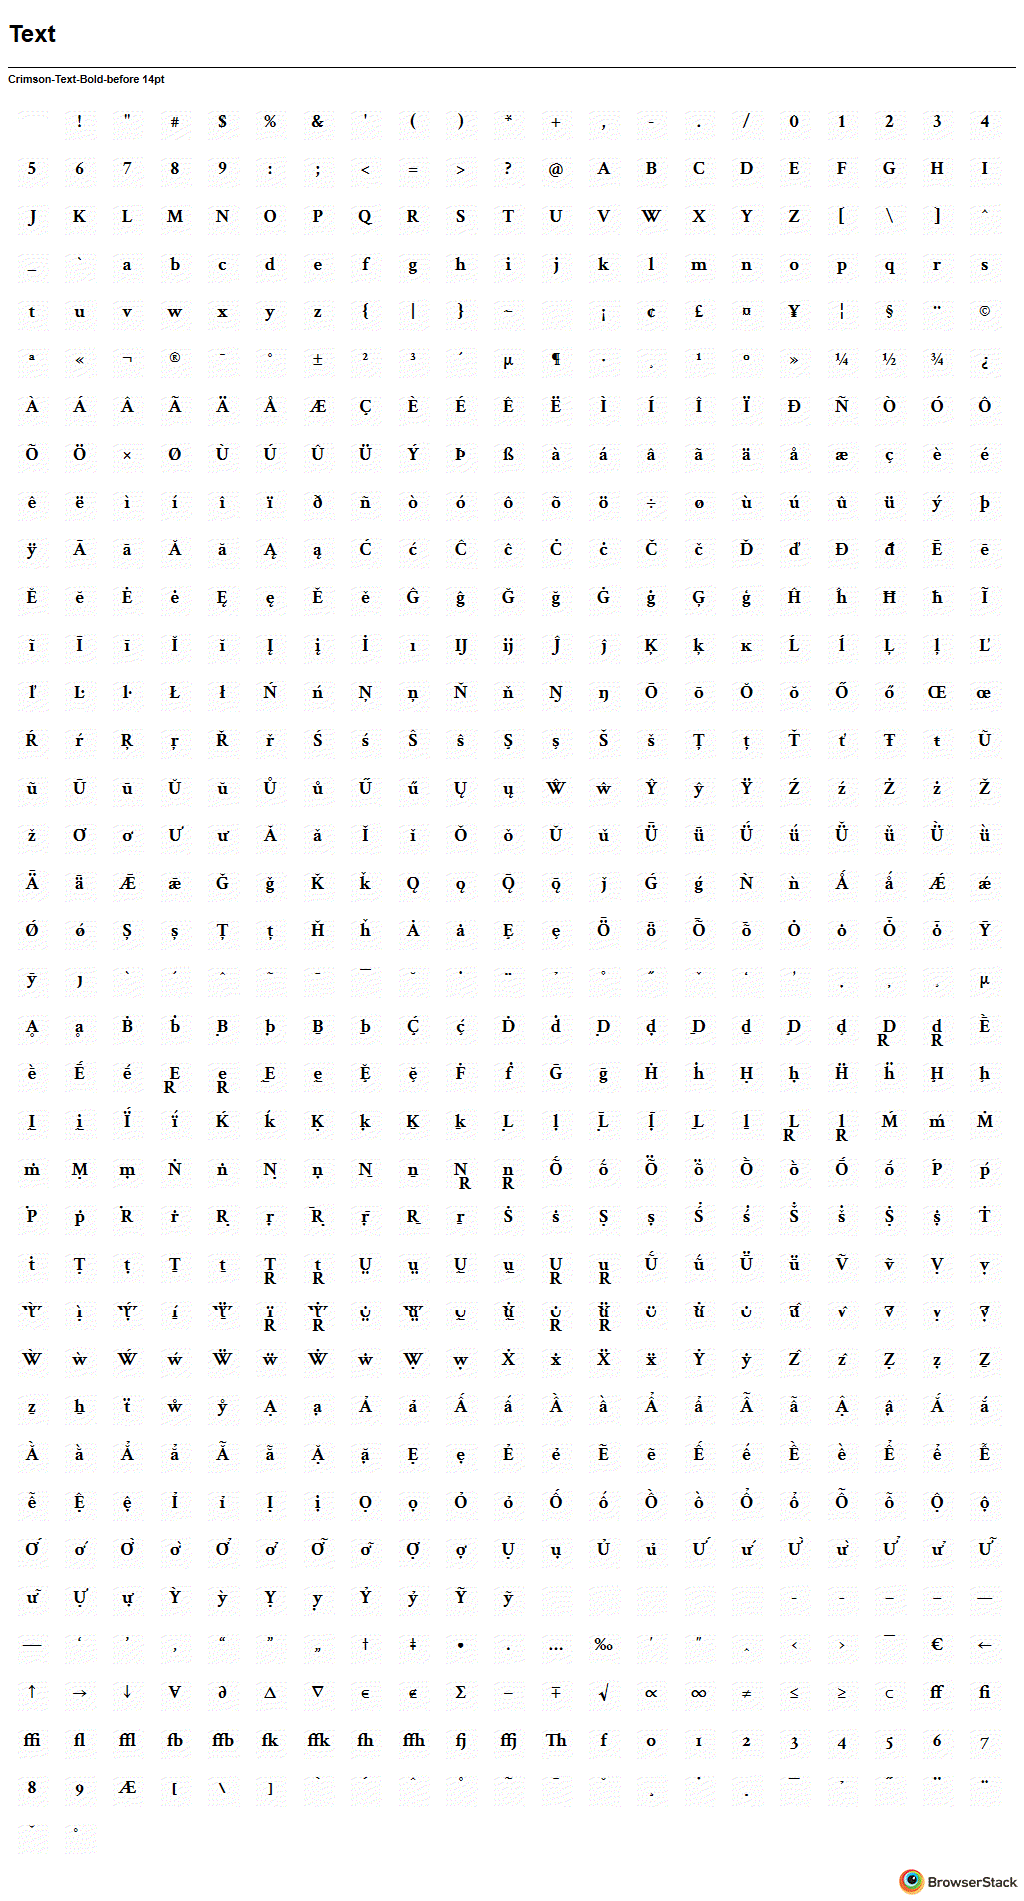 Text
Crimson-Text-Bold-before 14pt
! " # $ % & ' ( ) * + , - . / 0 1 2 3 4
5 6 7 8 9 : ; < = > ? @ A B C D E F G H I
J K L M N O P Q R S T U V W X Y Z [ \ ] ^
_ ` a b c d e f g h i j k l m n o p q r s
t u v w x y z { | } ~ ¡ ¢ £ ¤ ¥ ¦ § ¨ ©
ª « ¬ ® ¯ ° ± ² ³ ´ µ ¶ · ¸ ¹ º » ¼ ½ ¾ ¿
À Á Â Ã Ä Å Æ Ç È É Ê Ë Ì Í Î Ï Ð Ñ Ò Ó Ô
Õ Ö × Ø Ù Ú Û Ü Ý Þ ß à á â ã ä å æ ç è é
ê ë ì í î ï ð ñ ò ó ô õ ö ÷ ø ù ú û ü ý þ
ÿ Ā ā Ă ă Ą ą Ć ć Ĉ ĉ Ċ ċ Č č Ď ď Đ đ Ē ē
Ĕ ĕ Ė ė Ę ę Ě ě Ĝ ĝ Ğ ğ Ġ ġ Ģ ģ Ĥ ĥ Ħ ħ Ĩ
ĩ Ī ī Ĭ ĭ Į į İ ı Ĳ ĳ Ĵ ĵ Ķ ķ ĸ Ĺ ĺ Ļ ļ Ľ
ľ Ŀ ŀ Ł ł Ń ń Ņ ņ Ň ň Ŋ ŋ Ō ō Ŏ ŏ Ő ő Œ œ
Ŕ ŕ Ŗ ŗ Ř ř Ś ś Ŝ ŝ Ş ş Š š Ţ ţ Ť ť Ŧ ŧ Ũ
ũ Ū ū Ŭ ŭ Ů ů Ű ű Ų ų Ŵ ŵ Ŷ ŷ Ÿ Ź ź Ż ż Ž
ž Ơ ơ Ư ư Ǎ ǎ Ǐ ǐ Ǒ ǒ Ǔ ǔ Ǖ ǖ Ǘ ǘ Ǚ ǚ Ǜ ǜ
Ǟ ǟ Ǣ ǣ Ǧ ǧ Ǩ ǩ Ǫ ǫ Ǭ ǭ ǰ Ǵ ǵ Ǹ ǹ Ǻ ǻ Ǽ ǽ
Ǿ ǿ Ș ș Ț ț Ȟ ȟ Ȧ ȧ Ȩ ȩ Ȫ ȫ Ȭ ȭ Ȯ ȯ Ȱ ȱ Ȳ
ȳ ȷ ˋ ˊ ˆ ˜ ˉ ¯ ˘ ˙ ¨ ̉ ˚ ˝ ˇ ʻ ʼ ̣ ̦ ¸ μ
Ḁ ḁ Ḃ ḃ Ḅ ḅ Ḇ ḇ Ḉ ḉ Ḋ ḋ Ḍ ḍ Ḏ ḏ D d D d Ḕ
R R
ḕ Ḗ ḗ E e Ḛ ḛ Ḝ ḝ Ḟ ḟ Ḡ ḡ Ḣ ḣ Ḥ ḥ Ḧ ḧ Ḩ ḩ
R R
Ḭ ḭ Ḯ ḯ Ḱ ḱ Ḳ ḳ Ḵ ḵ Ḷ ḷ Ḹ ḹ Ḻ ḻ L l Ḿ ḿ Ṁ
R R
ṁ Ṃ ṃ Ṅ ṅ Ṇ ṇ Ṉ ṉ N n Ṍ ṍ Ṏ ṏ Ṑ ṑ Ṓ ṓ Ṕ ṕ
R R
Ṗ ṗ Ṙ ṙ Ṛ ṛ Ṝ ṝ Ṟ ṟ Ṡ ṡ Ṣ ṣ Ṥ ṥ Ṧ ṧ Ṩ ṩ Ṫ
ṫ Ṭ ṭ Ṯ ṯ T t Ṳ ṳ Ṵ ṵ U u Ṹ ṹ Ṻ ṻ Ṽ ṽ Ṿ ṿ
R R R R
R R R R
Ẁ ẁ Ẃ ẃ Ẅ ẅ Ẇ ẇ Ẉ ẉ Ẋ ẋ Ẍ ẍ Ẏ ẏ Ẑ ẑ Ẓ ẓ Ẕ
ẕ ẖ ẗ ẘ ẙ Ạ ạ Ả ả Ấ ấ Ầ ầ Ẩ ẩ Ẫ ẫ Ậ ậ Ắ ắ
Ằ ằ Ẳ ẳ Ẵ ẵ Ặ ặ Ẹ ẹ Ẻ ẻ Ẽ ẽ Ế ế Ề ề Ể ể Ễ
ễ Ệ ệ Ỉ ỉ Ị ị Ọ ọ Ỏ ỏ Ố ố Ồ ồ Ổ ổ Ỗ ỗ Ộ ộ
Ớ ớ Ờ ờ Ở ở Ỡ ỡ Ợ ợ Ụ ụ Ủ ủ Ứ ứ Ừ ừ Ử ử Ữ
ữ Ự ự Ỳ ỳ Ỵ ỵ Ỷ ỷ Ỹ ỹ ‐ ‑ ‒ – —
― ‘ ’ ‚ “ ” „ † ‡ • . … ‰ ′ ″ ‸ ‹ › ‾ € ←
↑ → ↓ ∀ ∂ ∆ ∇ ∈ ∉ ∑ − ∓ √ ∝ ∞ ≠ ≤ ≥ ⊂ ff fi
ffi fl ffl fb ffb fk ffk fh ffh fj ffj Th f 0 1 2 3 4 5 6 7
8 9 Æ [ \ ] ` ´ ˆ ˚ ˜ ¯ ˘ ¸ ˙ . ¯ ̉ ˝ ¨ ¨
ˇ ˚
BrowserStack